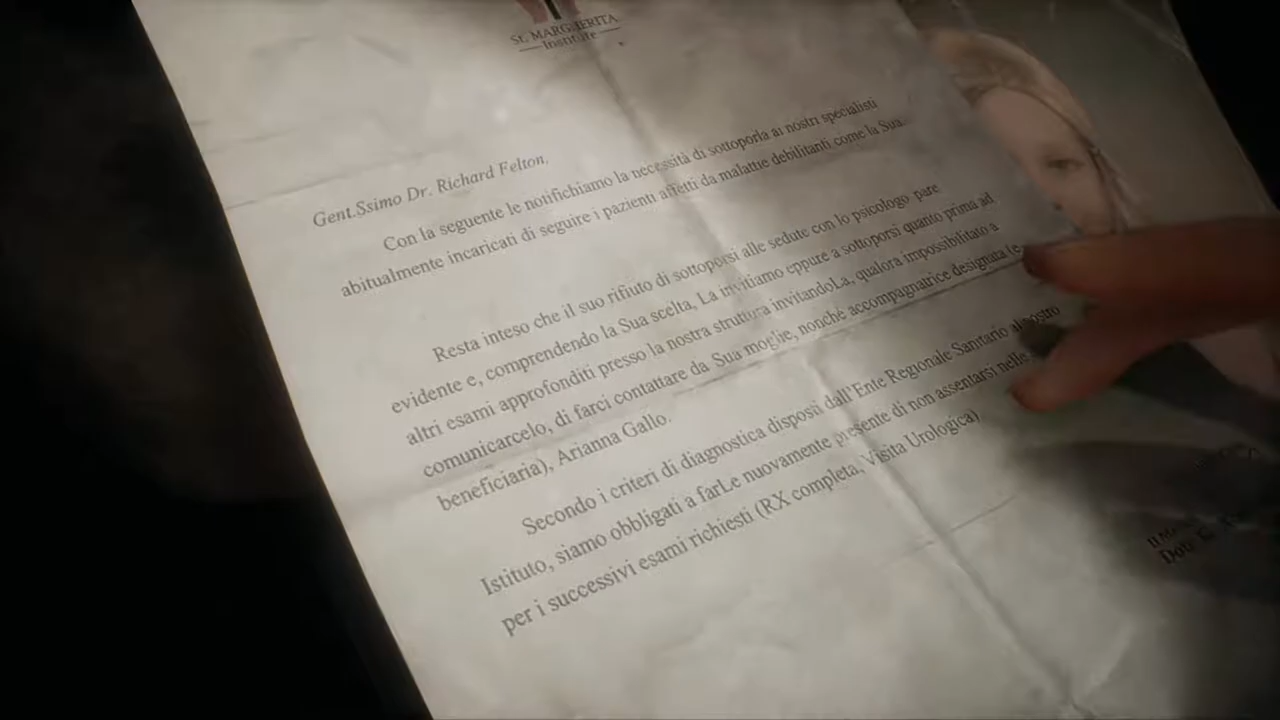 St. MARGHERITA
Institute
Gent.Ssimo Dr. Richard Felton,
Con la seguente le notifichiamo la necessità di sottoporla ai nostri specialisti
abitualmente incaricati di seguire i pazienti affetti da malattie debilitanti come la Sua.
Resta inteso che il suo rifiuto di sottoporsi alle sedute con lo psicologo pare
evidente e, comprendendo la Sua scelta, La invitiamo eppure a sottoporsi quanto prima ad
altri esami approfonditi presso la nostra struttura invitandoLa, qualora impossibilitato a
comunicarcelo, di farci contattare da Sua moglie, nonché accompagnatrice designata (e
beneficiaria), Arianna Gallo.
Secondo i criteri di diagnostica disposti dall'Ente Regionale Sanitario al nostro
Istituto, siamo obbligati a farLe nuovamente presente di non assentarsi nelle
per i successivi esami richiesti (RX completa, Visita Urologica)
Il
Dott.